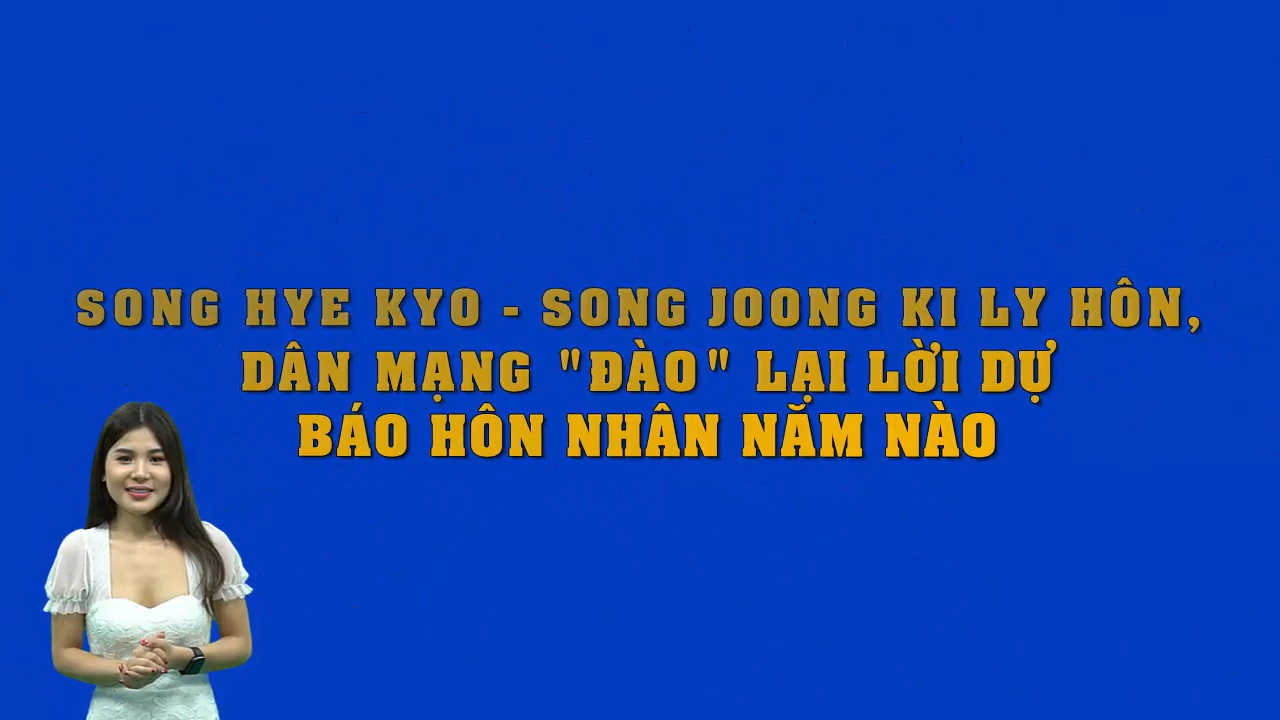 SONG HYE KYO - SONG JOONG KI LY HÔN,
DÂN MẠNG "ĐÀO" LẠI LỜI DỰ
BÁO HÔN NHÂN NĂM NÀO